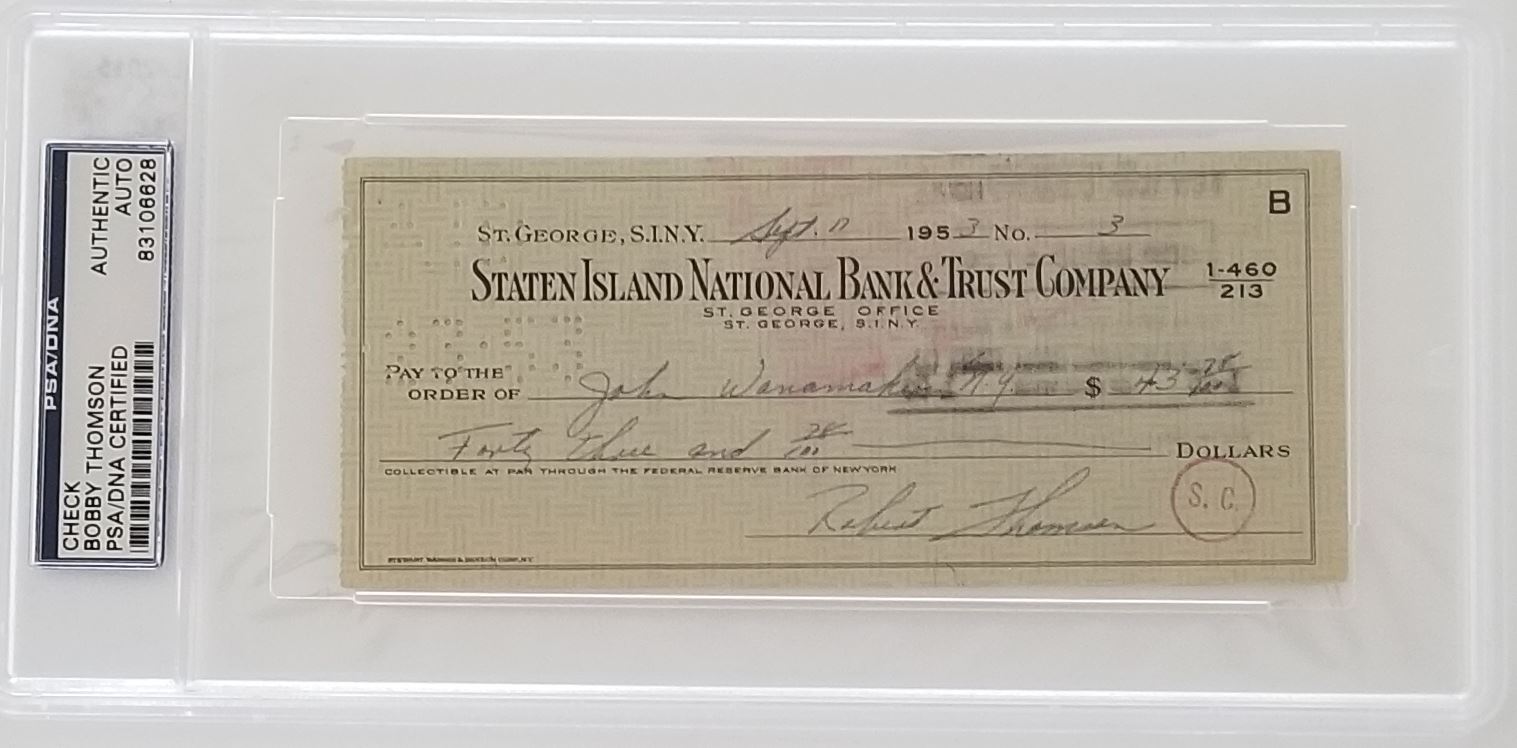 PSA/DNA
CHECK AUTHENTIC
BOBBY THOMSON AUTO
PSA/DNA CERTIFIED 83106628
B
ST. GEORGE, S.I.N.Y. Sept. 1953 No. 3
STATEN ISLAND NATIONAL BANK & TRUST COMPANY 1-460/213
ST. GEORGE OFFICE
ST. GEORGE, S.I.N.Y.
PAY TO THE
ORDER OF John Wanamaker N.Y. $ 43 28/100
Forty three and 28/100 DOLLARS
COLLECTIBLE AT PAR THROUGH THE FEDERAL RESERVE BANK OF NEW YORK
S. C.
Robert Thomson